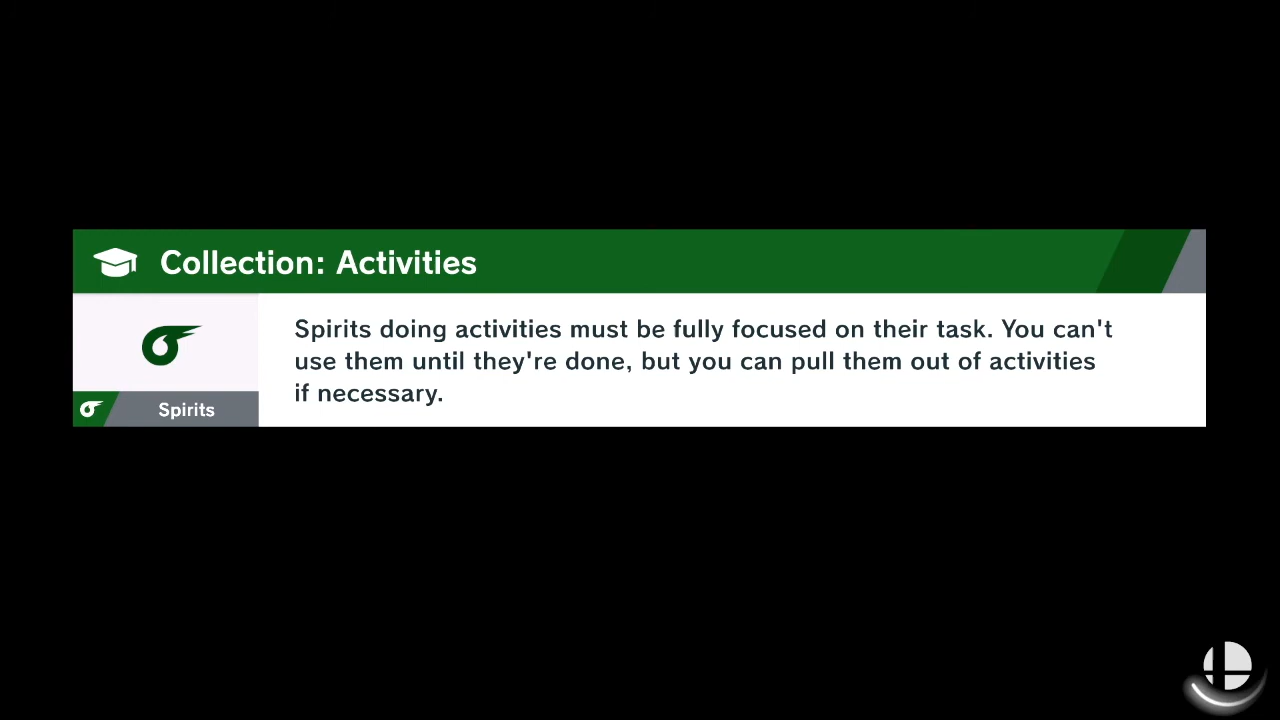 Collection: Activities
Spirits doing activities must be fully focused on their task. You can't
use them until they're done, but you can pull them out of activities
if necessary.
Spirits